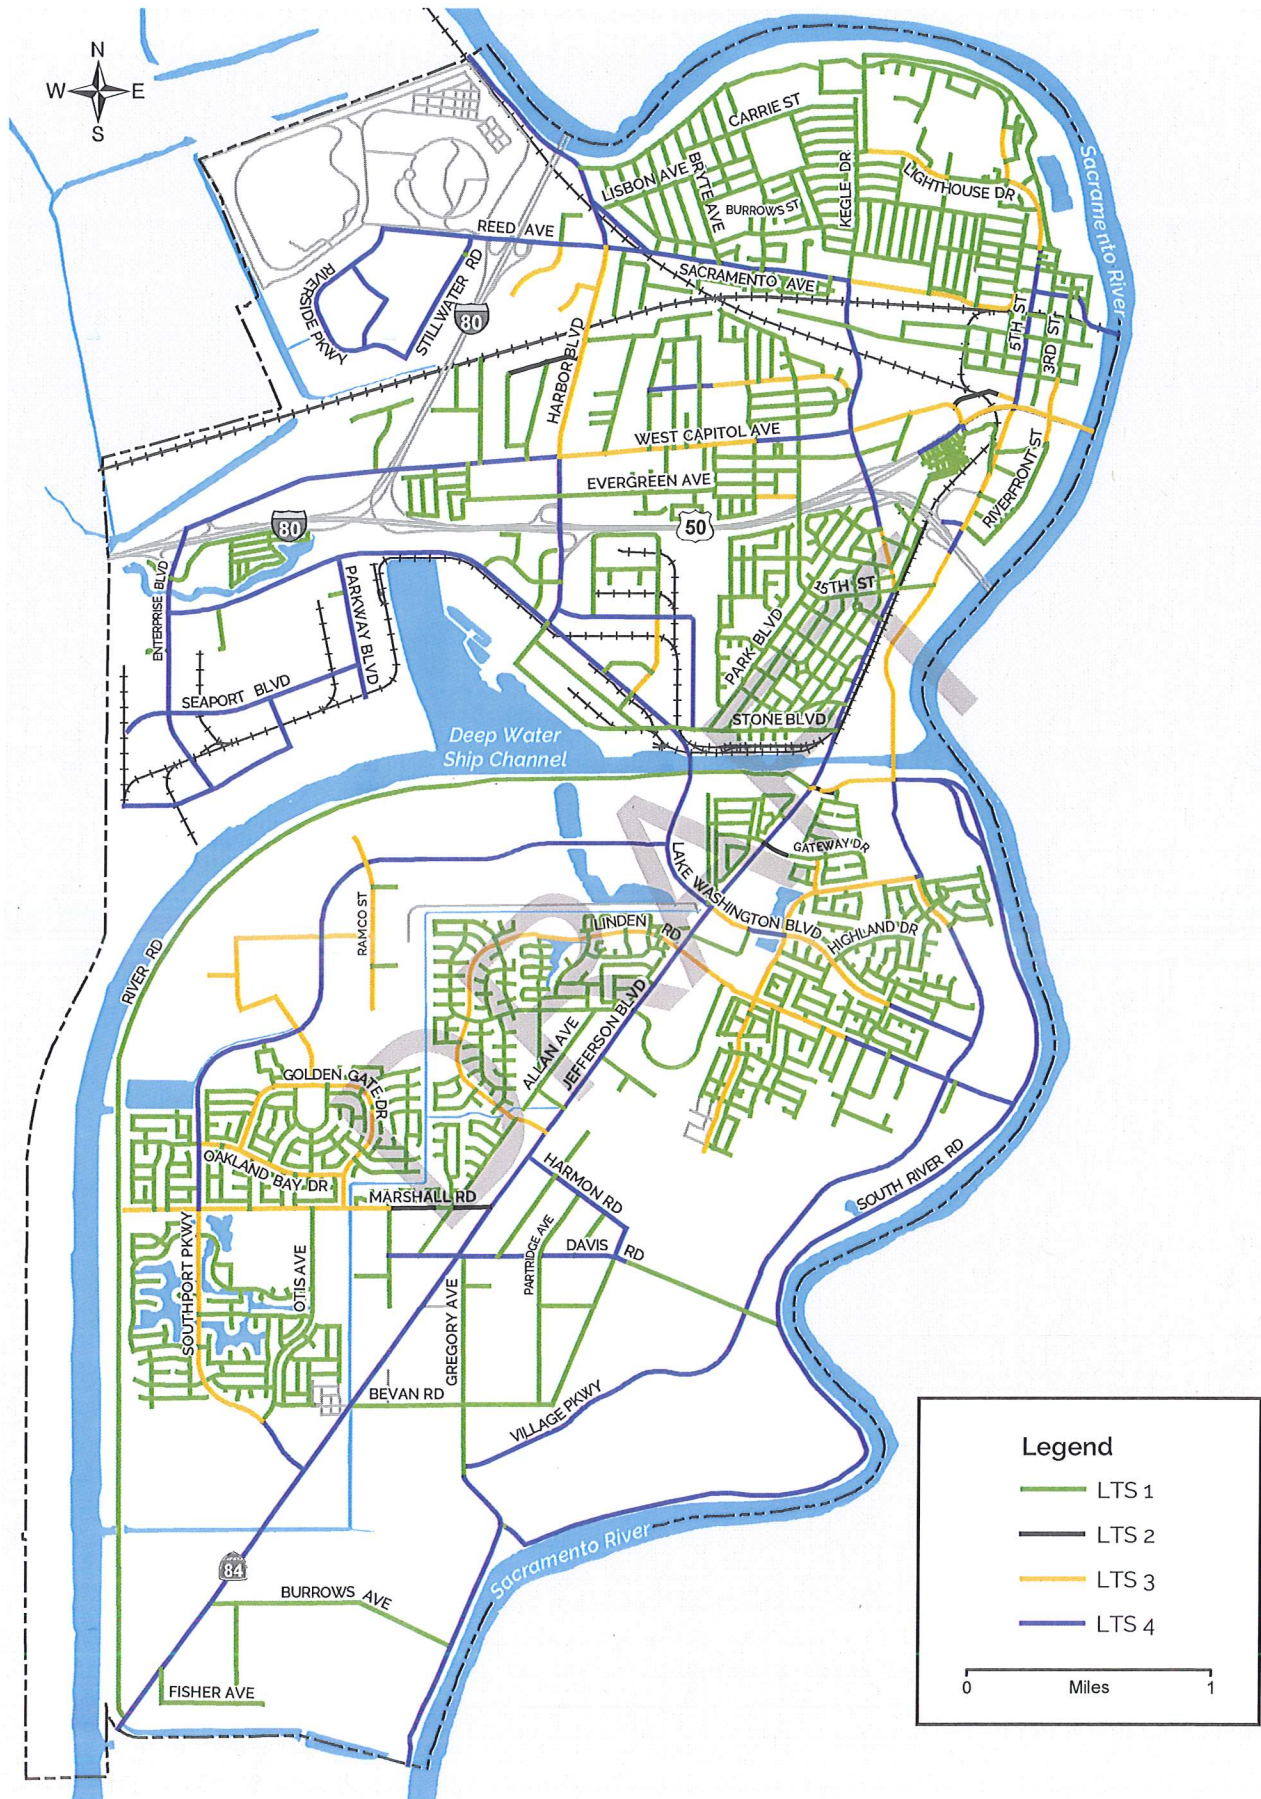 N
W E
S
CARRIE ST
LISBON AVE
BRYTE AVE
BURROWS ST
KEGLE DR
LIGHTHOUSE DR
Sacramento River
REED AVE
SACRAMENTO AVE
RIVERSIDE PKWY
STILLWATER RD
80
HARBOR BLVD
5TH ST
3RD ST
WEST CAPITOL AVE
EVERGREEN AVE
RIVERFRONT ST
80
50
ENTERPRISE BLVD
PARKWAY BLVD
15TH ST
PARK BLVD
SEAPORT BLVD
STONE BLVD
Deep Water
Ship Channel
GATEWAY DR
LAKE WASHINGTON BLVD
HIGHLAND DR
RAMCO ST
LINDEN RD
RIVER RD
ALLAN AVE
JEFFERSON BLVD
GOLDEN GATE DR
OAKLAND BAY DR
MARSHALL RD
HARMON RD
SOUTH RIVER RD
SOUTHPORT PKWY
OTIS AVE
PARTRIDGE AVE
DAVIS RD
GREGORY AVE
BEVAN RD
VILLAGE PKWY
Sacramento River
84
BURROWS AVE
FISHER AVE
Legend
LTS 1
LTS 2
LTS 3
LTS 4
0 Miles 1
DRAFT